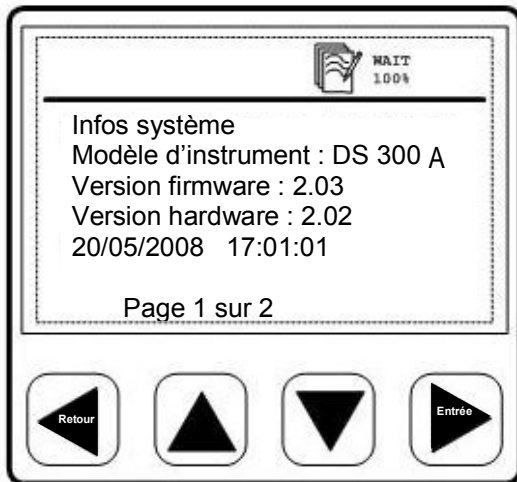 WAIT
100%
Infos système
Modèle d’instrument : DS 300 A
Version firmware : 2.03
Version hardware : 2.02
20/05/2008 17:01:01
Page 1 sur 2
Retour
Entrée